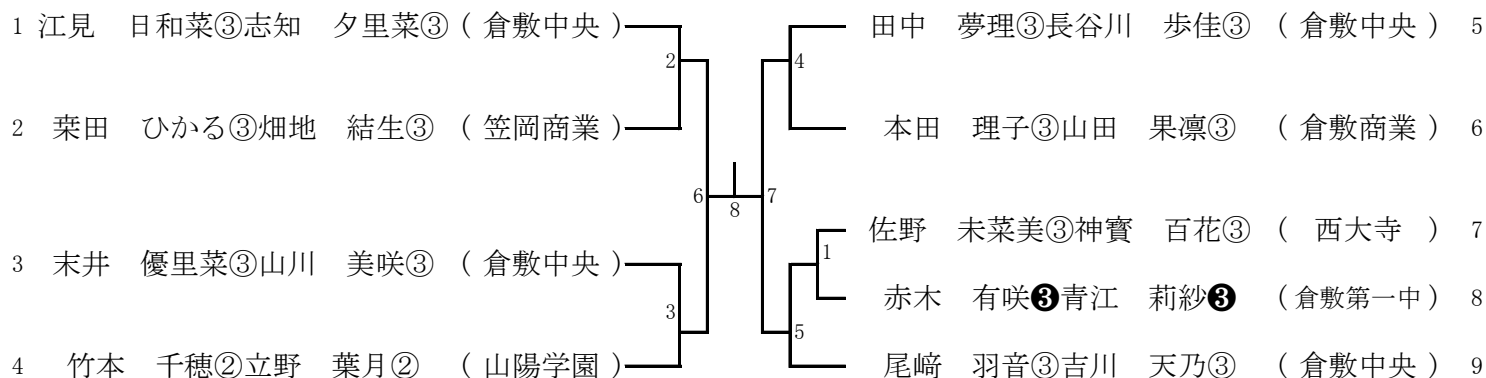 1 江見　日和菜③志知　夕里菜③ ( 倉敷中央 )
2 栞田　ひかる③畑地　結生③ ( 笠岡商業 )
3 末井　優里菜③山川　美咲③ ( 倉敷中央 )
4 竹本　千穂②立野　葉月② ( 山陽学園 )
2
3
6
8
7
4
1
5
田中　夢理③長谷川　歩佳③ ( 倉敷中央 ) 5
本田　理子③山田　果凛③ ( 倉敷商業 ) 6
佐野　未菜美③神寳　百花③ ( 西大寺 ) 7
赤木　有咲❸青江　莉紗❸ ( 倉敷第一中 ) 8
尾﨑　羽音③吉川　天乃③ ( 倉敷中央 ) 9